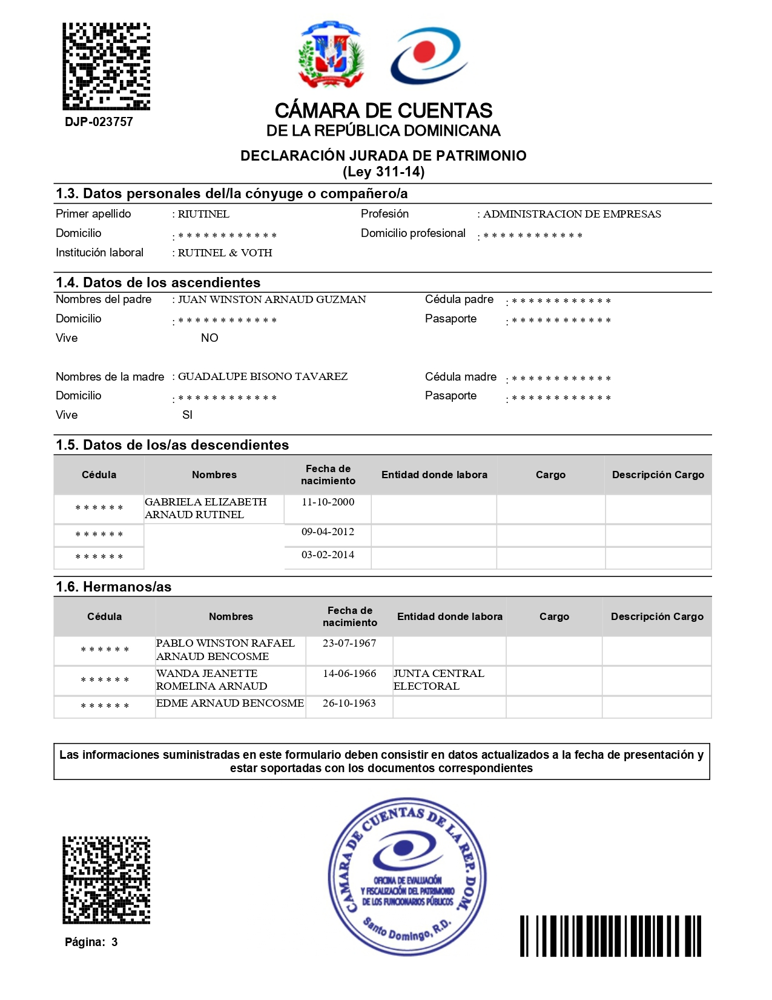 DJP-023757
CÁMARA DE CUENTAS
DE LA REPÚBLICA DOMINICANA
DECLARACIÓN JURADA DE PATRIMONIO
(Ley 311-14)
1.3. Datos personales del/la cónyuge o compañero/a
Primer apellido : RIUTINEL Profesión : ADMINISTRACION DE EMPRESAS
Domicilio : * * * * * * * * * * * * Domicilio profesional : * * * * * * * * * * * *
Institución laboral : RUTINEL & VOTH
1.4. Datos de los ascendientes
Nombres del padre : JUAN WINSTON ARNAUD GUZMAN Cédula padre : * * * * * * * * * * * *
Domicilio : * * * * * * * * * * * * Pasaporte : * * * * * * * * * * * *
Vive NO
Nombres de la madre : GUADALUPE BISONO TAVAREZ Cédula madre : * * * * * * * * * * * *
Domicilio : * * * * * * * * * * * * Pasaporte : * * * * * * * * * * * *
Vive SI
1.5. Datos de los/as descendientes
Cédula Nombres Fecha de nacimiento Entidad donde labora Cargo Descripción Cargo
* * * * * * GABRIELA ELIZABETH 11-10-2000
ARNAUD RUTINEL
* * * * * * 09-04-2012
* * * * * * 03-02-2014
1.6. Hermanos/as
Cédula Nombres Fecha de nacimiento Entidad donde labora Cargo Descripción Cargo
* * * * * * PABLO WINSTON RAFAEL 23-07-1967
ARNAUD BENCOSME
* * * * * * WANDA JEANETTE 14-06-1966 JUNTA CENTRAL
ROMELINA ARNAUD ELECTORAL
* * * * * * EDME ARNAUD BENCOSME 26-10-1963
Las informaciones suministradas en este formulario deben consistir en datos actualizados a la fecha de presentación y
estar soportadas con los documentos correspondientes
CAMARA DE CUENTAS DE LA REP. DOM.
OFICINA DE EVALUACIÓN
Y FISCALIZACIÓN DEL PATRIMONIO
DE LOS FUNCIONARIOS PÚBLICOS
Santo Domingo, R.D.
Página: 3